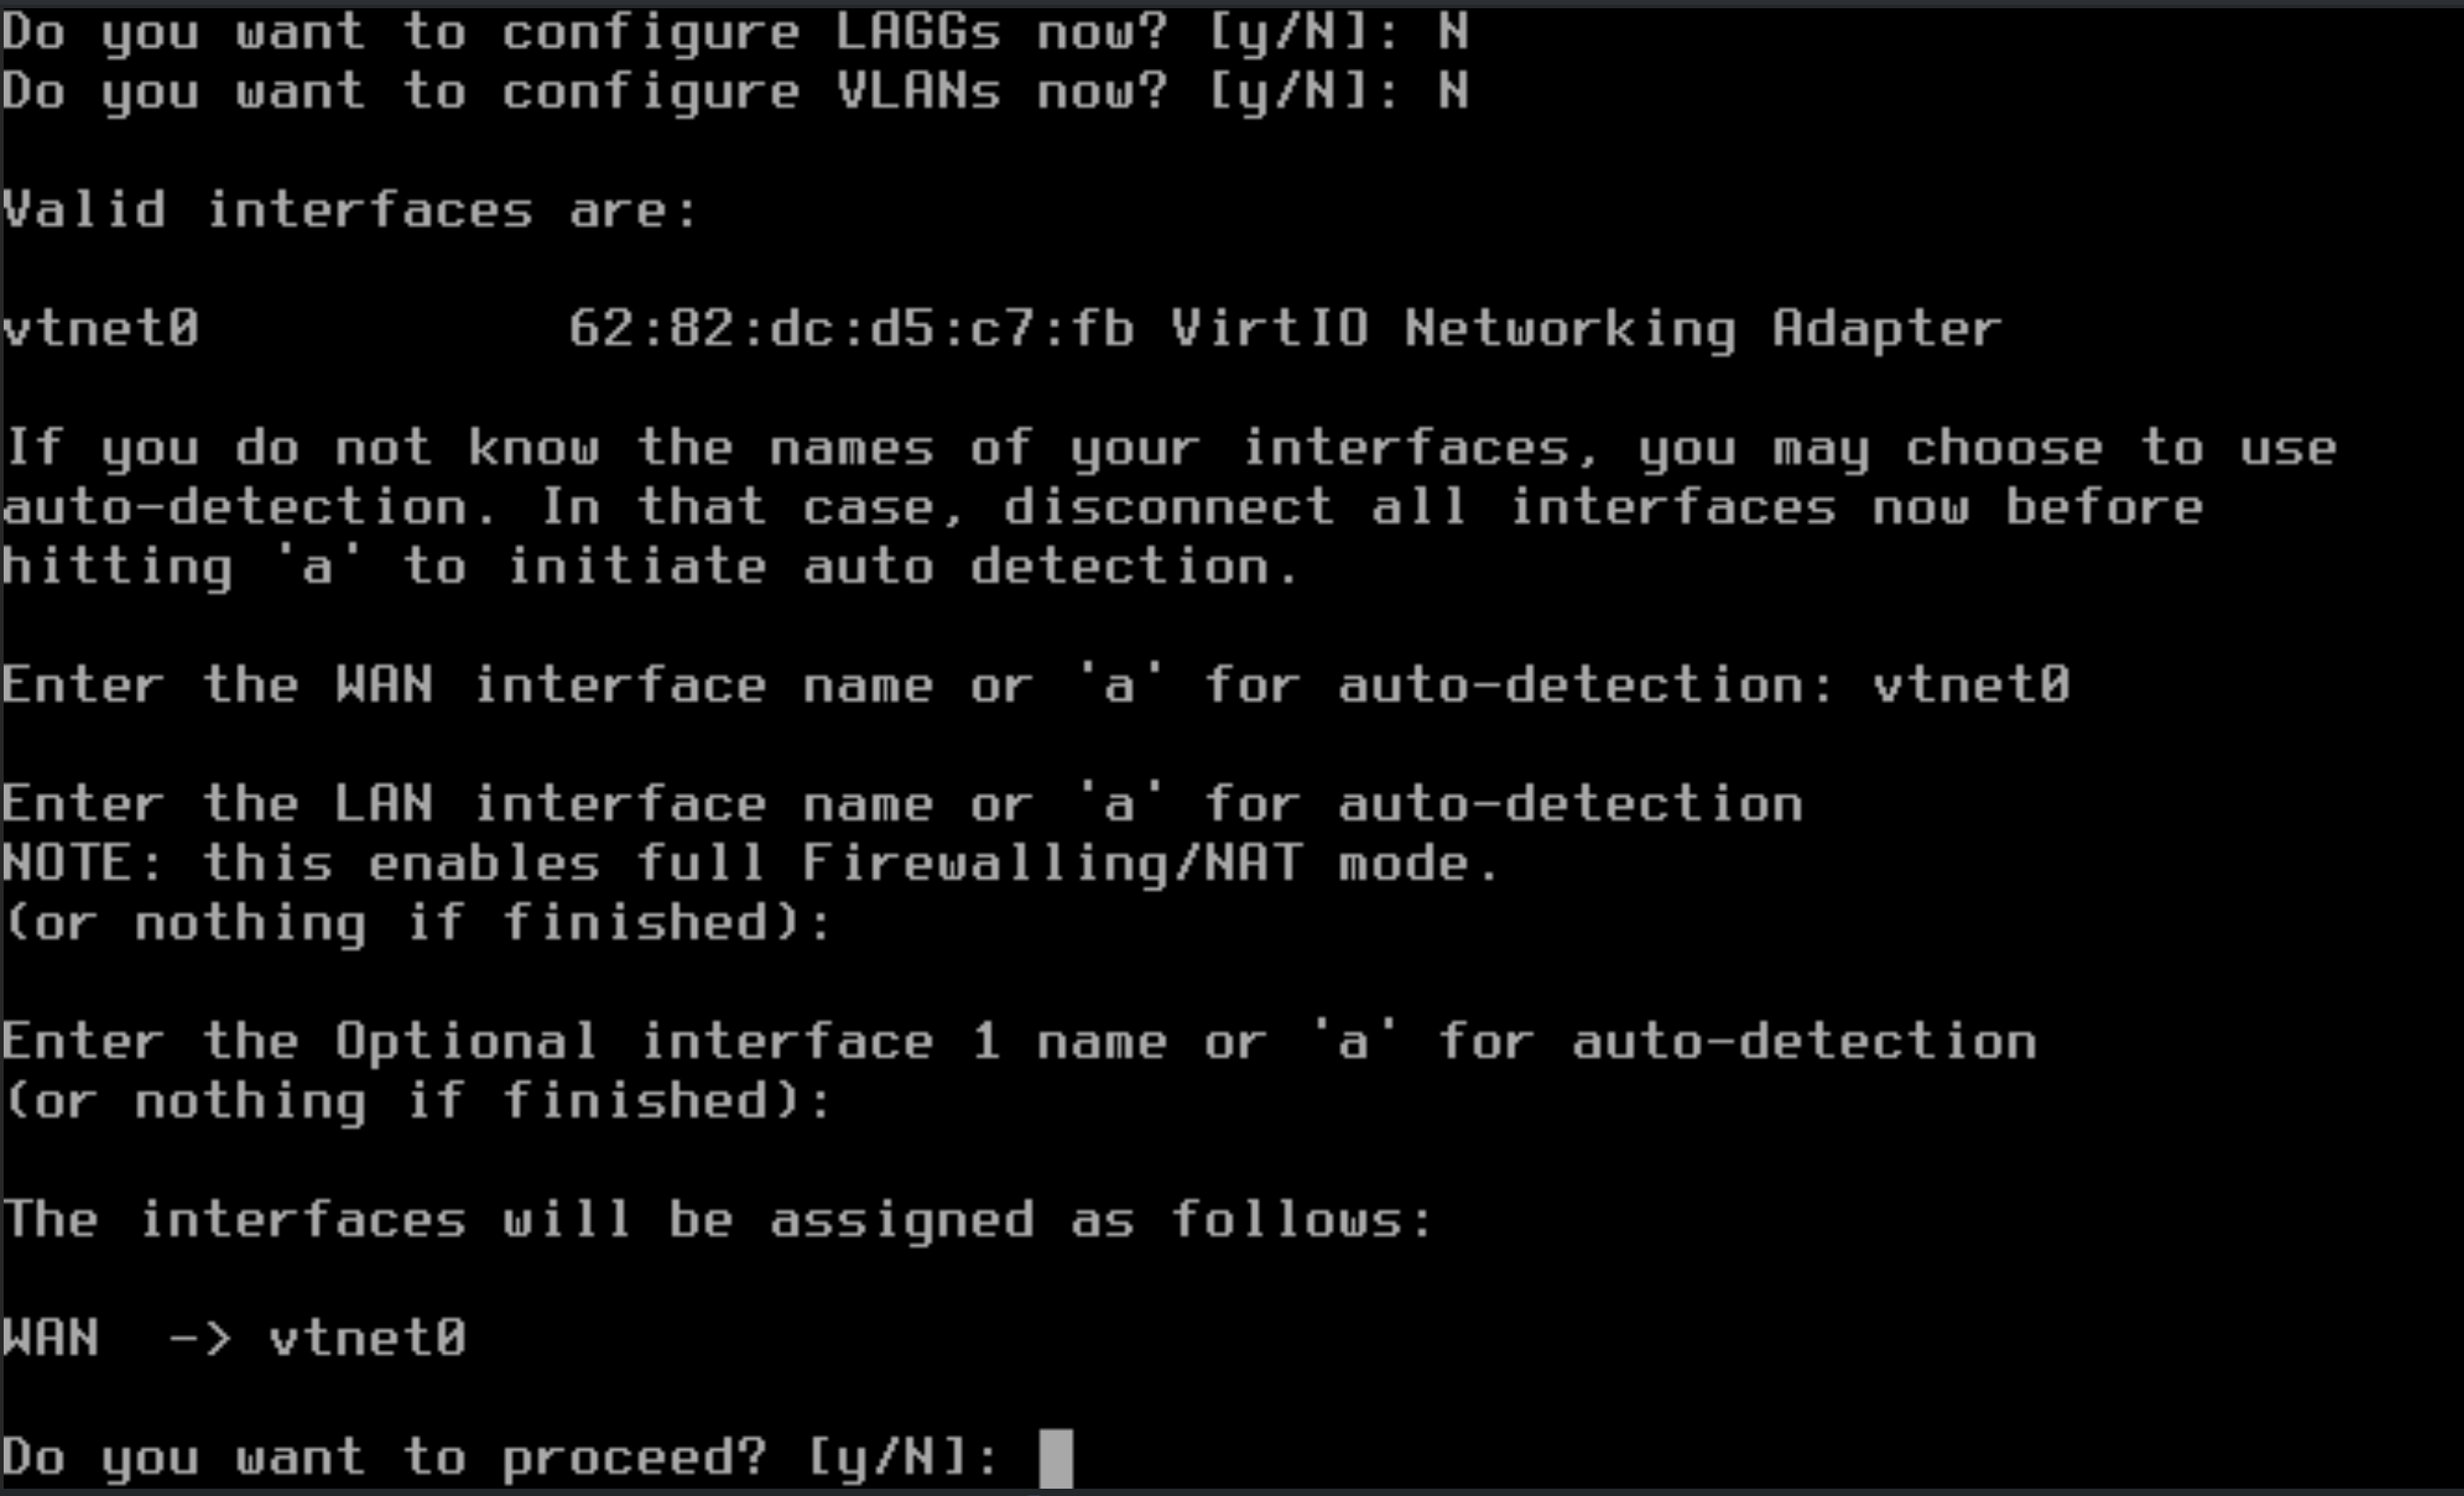 Do you want to configure LAGGs now? [y/N]: N
Do you want to configure VLANs now? [y/N]: N
Valid interfaces are:
vtnet0           62:82:dc:d5:c7:fb VirtIO Networking Adapter
If you do not know the names of your interfaces, you may choose to use
auto-detection. In that case, disconnect all interfaces now before
hitting 'a' to initiate auto detection.
Enter the WAN interface name or 'a' for auto-detection: vtnet0
Enter the LAN interface name or 'a' for auto-detection
NOTE: this enables full Firewalling/NAT mode.
(or nothing if finished):
Enter the Optional interface 1 name or 'a' for auto-detection
(or nothing if finished):
The interfaces will be assigned as follows:
WAN  -> vtnet0
Do you want to proceed? [y/N]: